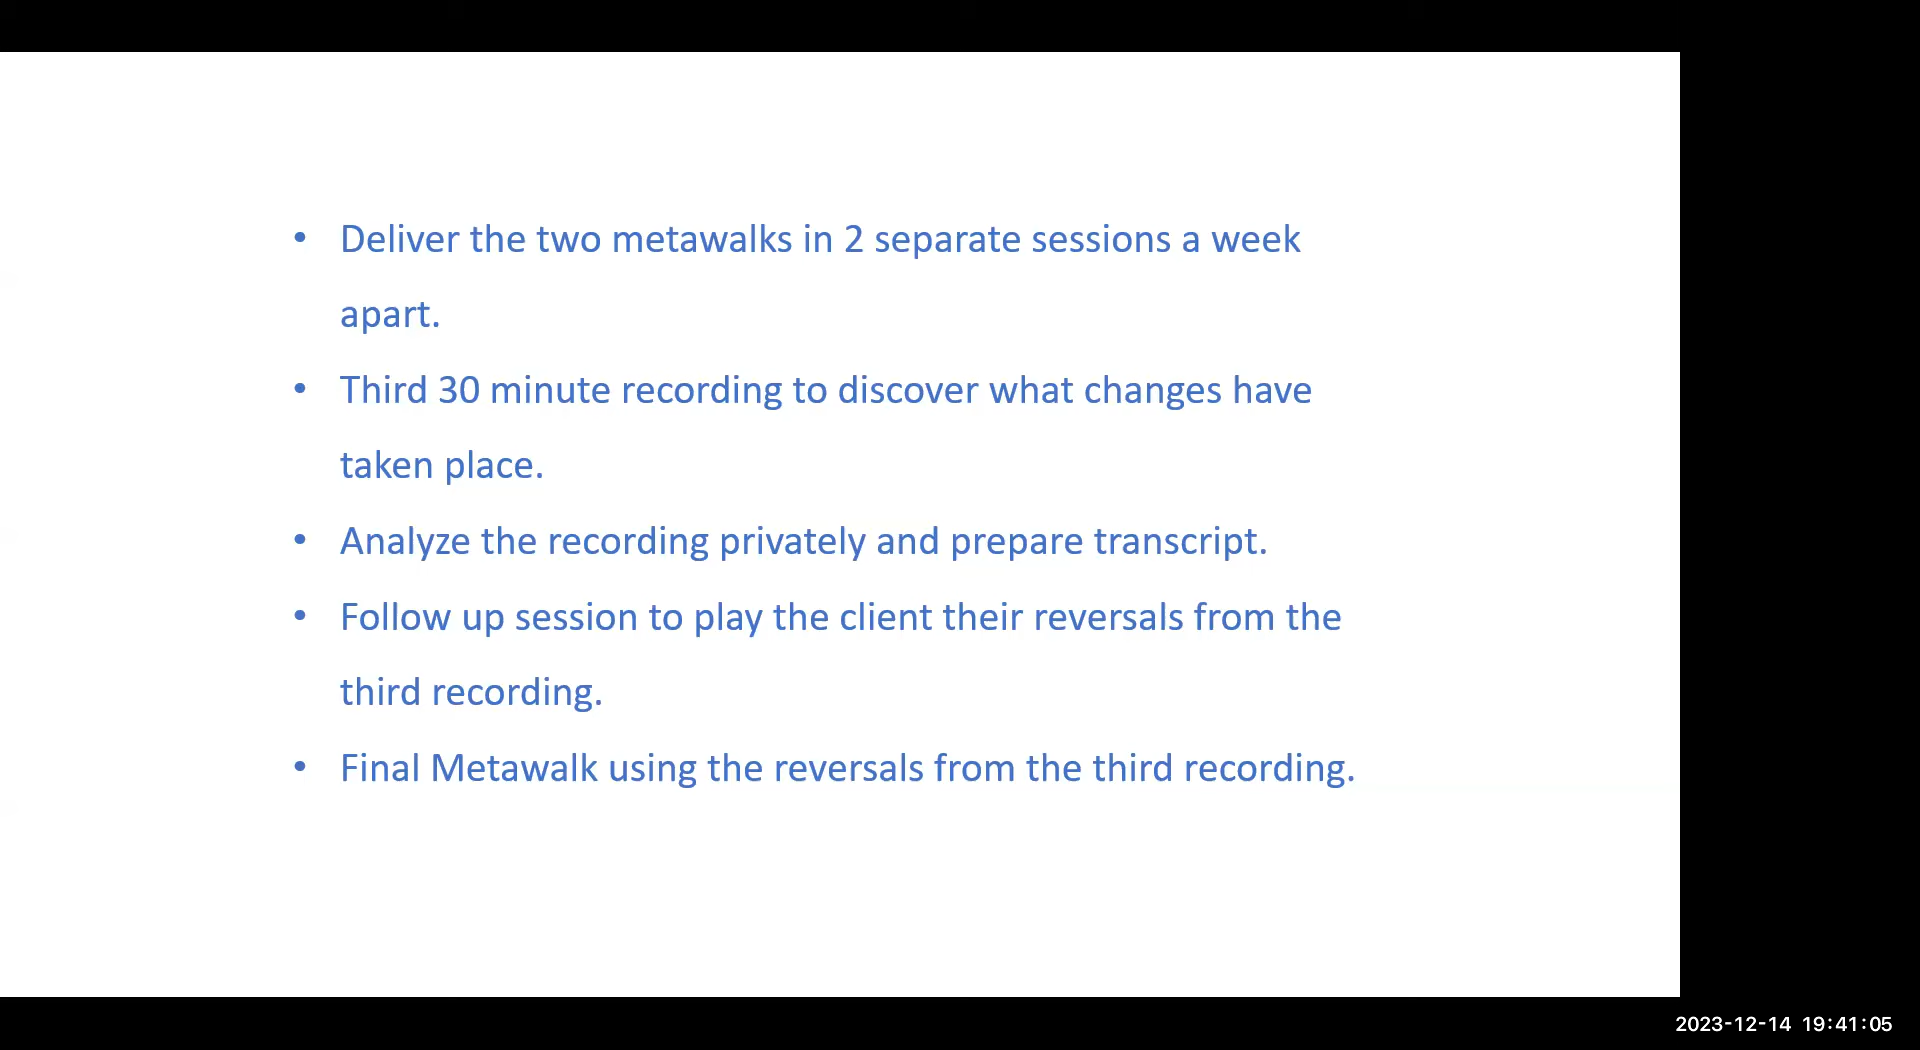 • Deliver the two metawalks in 2 separate sessions a week
apart.
• Third 30 minute recording to discover what changes have
taken place.
• Analyze the recording privately and prepare transcript.
• Follow up session to play the client their reversals from the
third recording.
• Final Metawalk using the reversals from the third recording.
2023-12-14 19:41:05